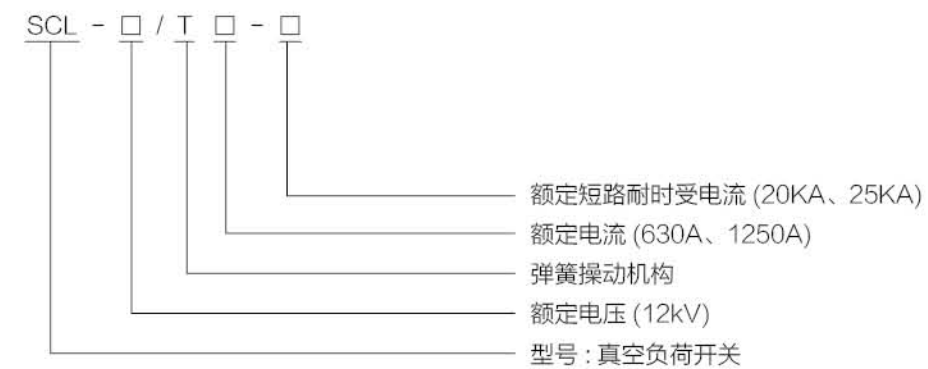 SCL - □ / T □ - □
额定短路耐时受电流 (20KA、25KA)
额定电流 (630A、1250A)
弹簧操动机构
额定电压 (12kV)
型号 : 真空负荷开关